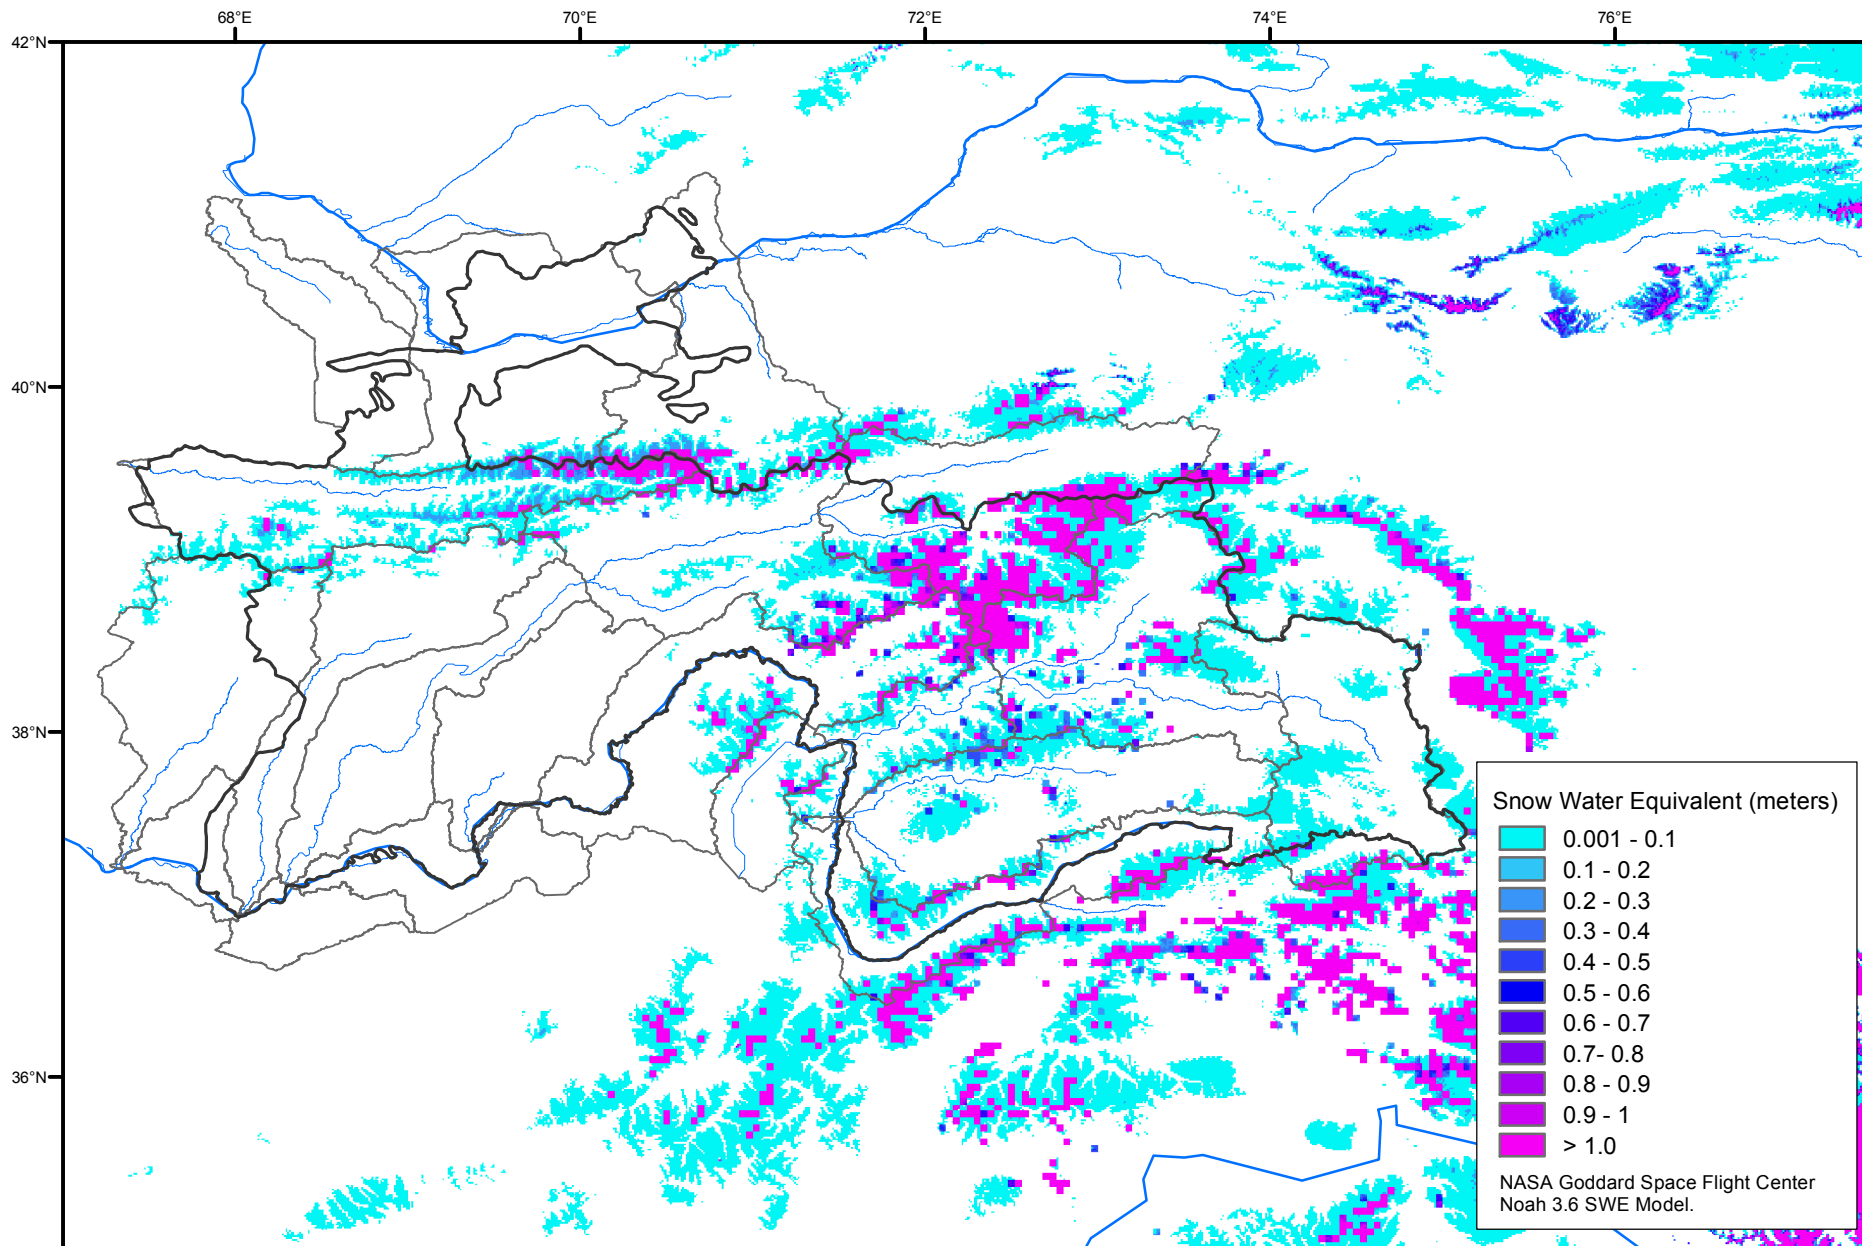 68°E 70°E 72°E 74°E 76°E
42°N
40°N
38°N
36°N
Snow Water Equivalent (meters)
0.001 - 0.1
0.1 - 0.2
0.2 - 0.3
0.3 - 0.4
0.4 - 0.5
0.5 - 0.6
0.6 - 0.7
0.7- 0.8
0.8 - 0.9
0.9 - 1
> 1.0
NASA Goddard Space Flight Center
Noah 3.6 SWE Model.